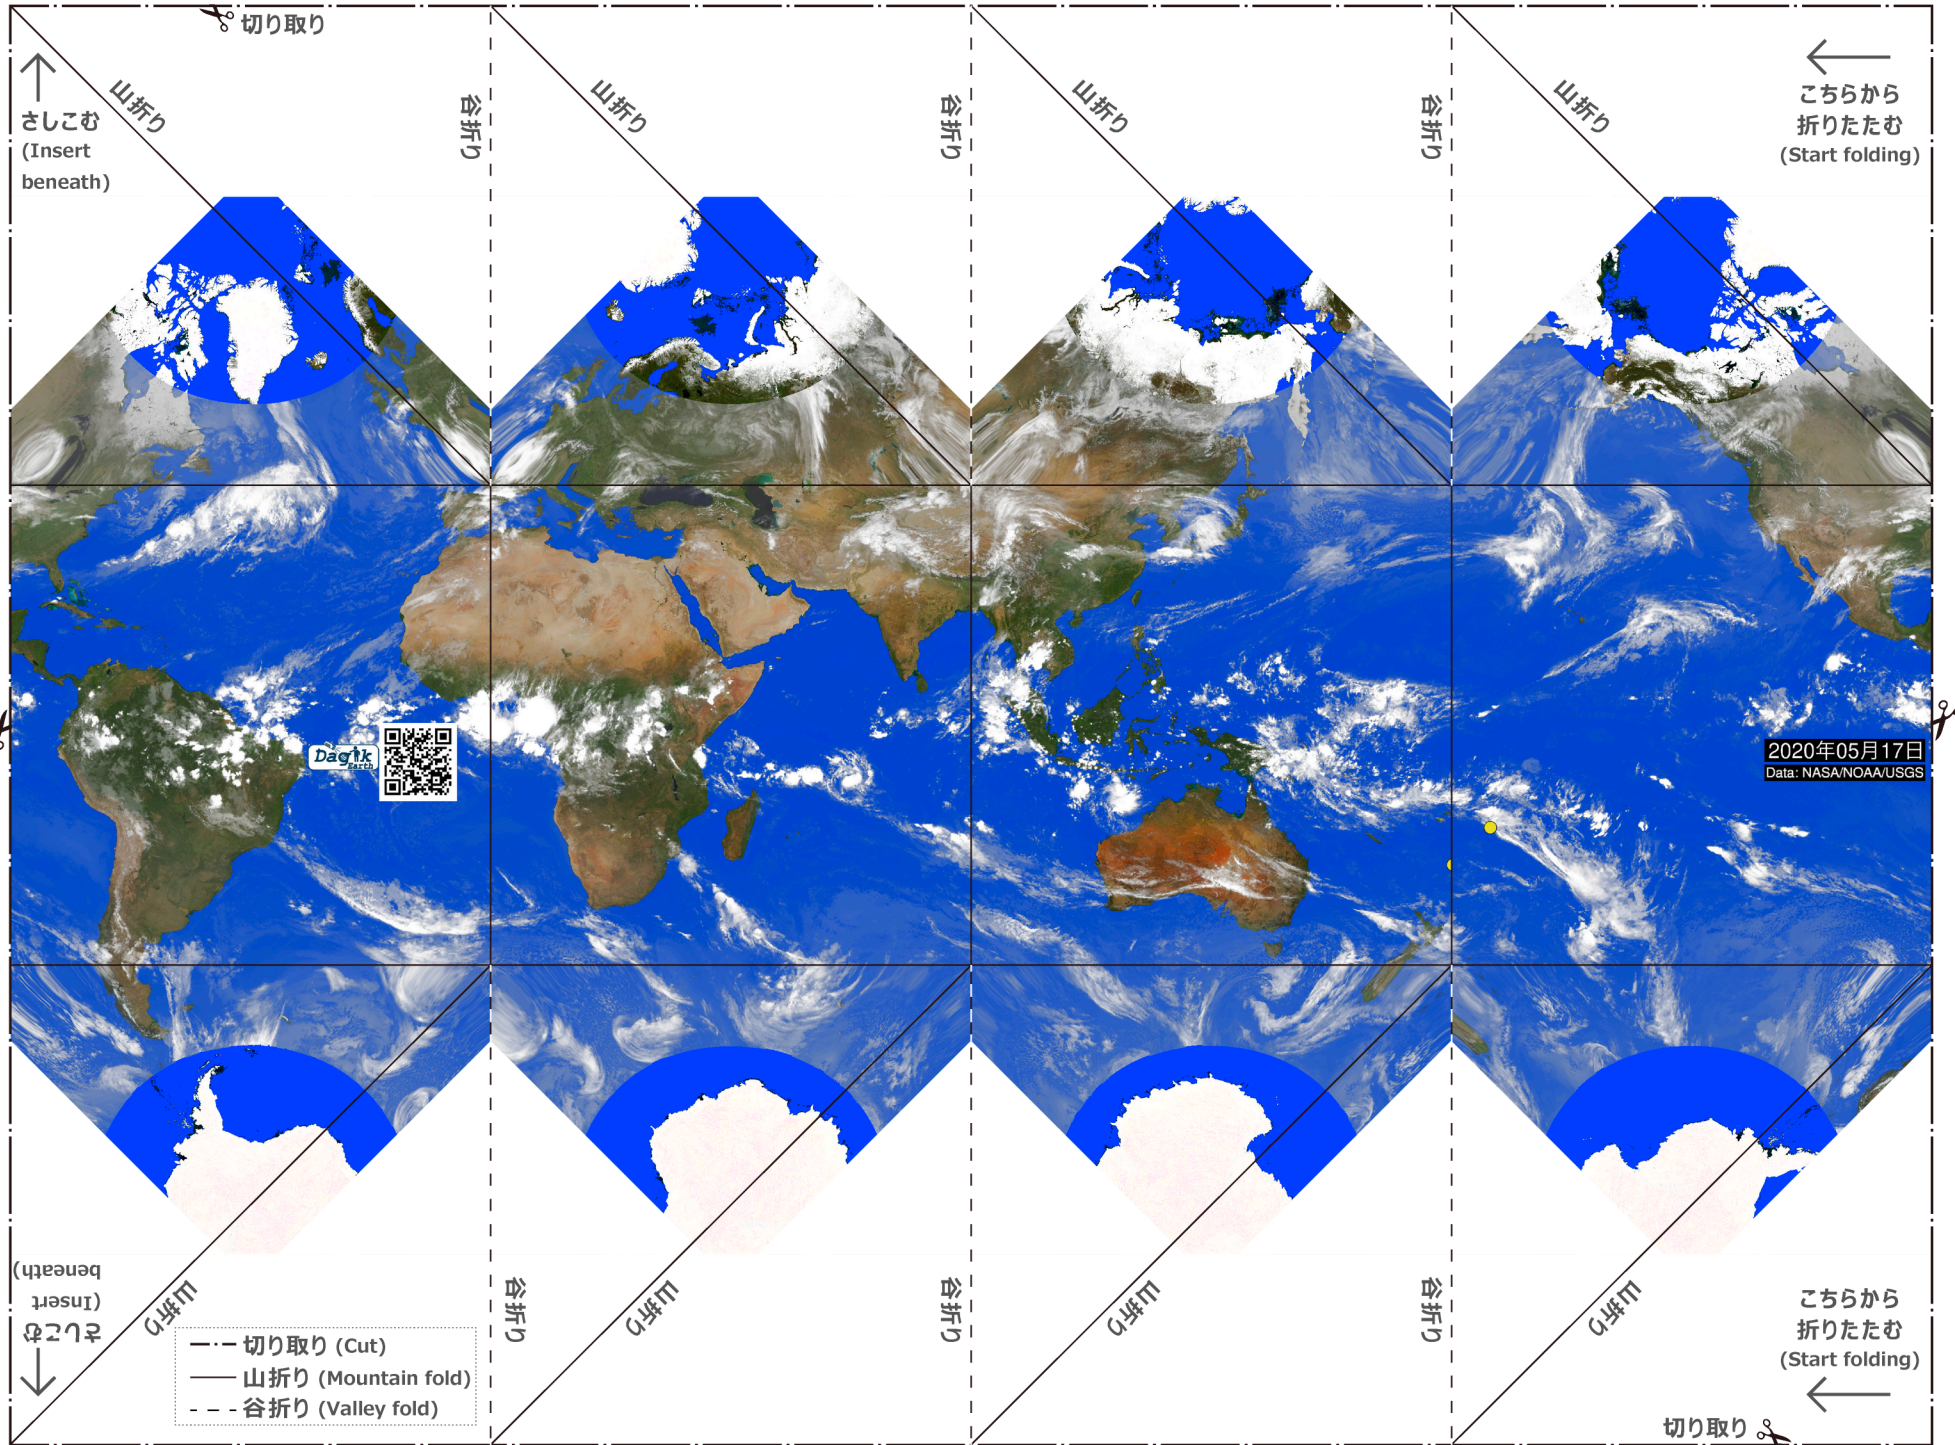 切り取り
さしこむ
(Insert
beneath)
山折り
谷折り
山折り
谷折り
山折り
谷折り
山折り
こちらから
折りたたむ
(Start folding)
Dagik
Earth
2020年05月17日
Data: NASA/NOAA/USGS
さしこむ
(Insert
beneath)
山折り
谷折り
山折り
谷折り
山折り
谷折り
山折り
こちらから
折りたたむ
(Start folding)
切り取り (Cut)
山折り (Mountain fold)
谷折り (Valley fold)
切り取り